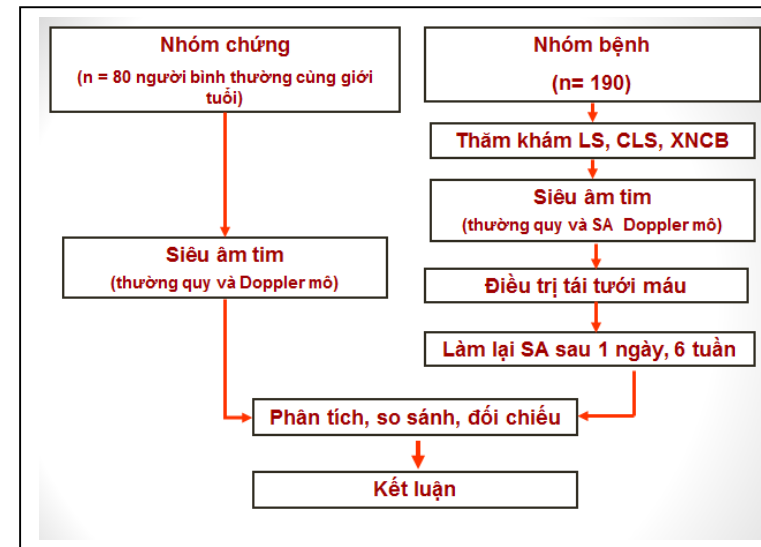 Nhóm chứng
(n = 80 người bình thường cùng giới
tuổi)
Siêu âm tim
(thường quy và Doppler mô)
Nhóm bệnh
(n= 190)
Thăm khám LS, CLS, XNCB
Siêu âm tim
(thường quy và SA Doppler mô)
Điều trị tái tưới máu
Làm lại SA sau 1 ngày, 6 tuần
Phân tích, so sánh, đối chiếu
Kết luận